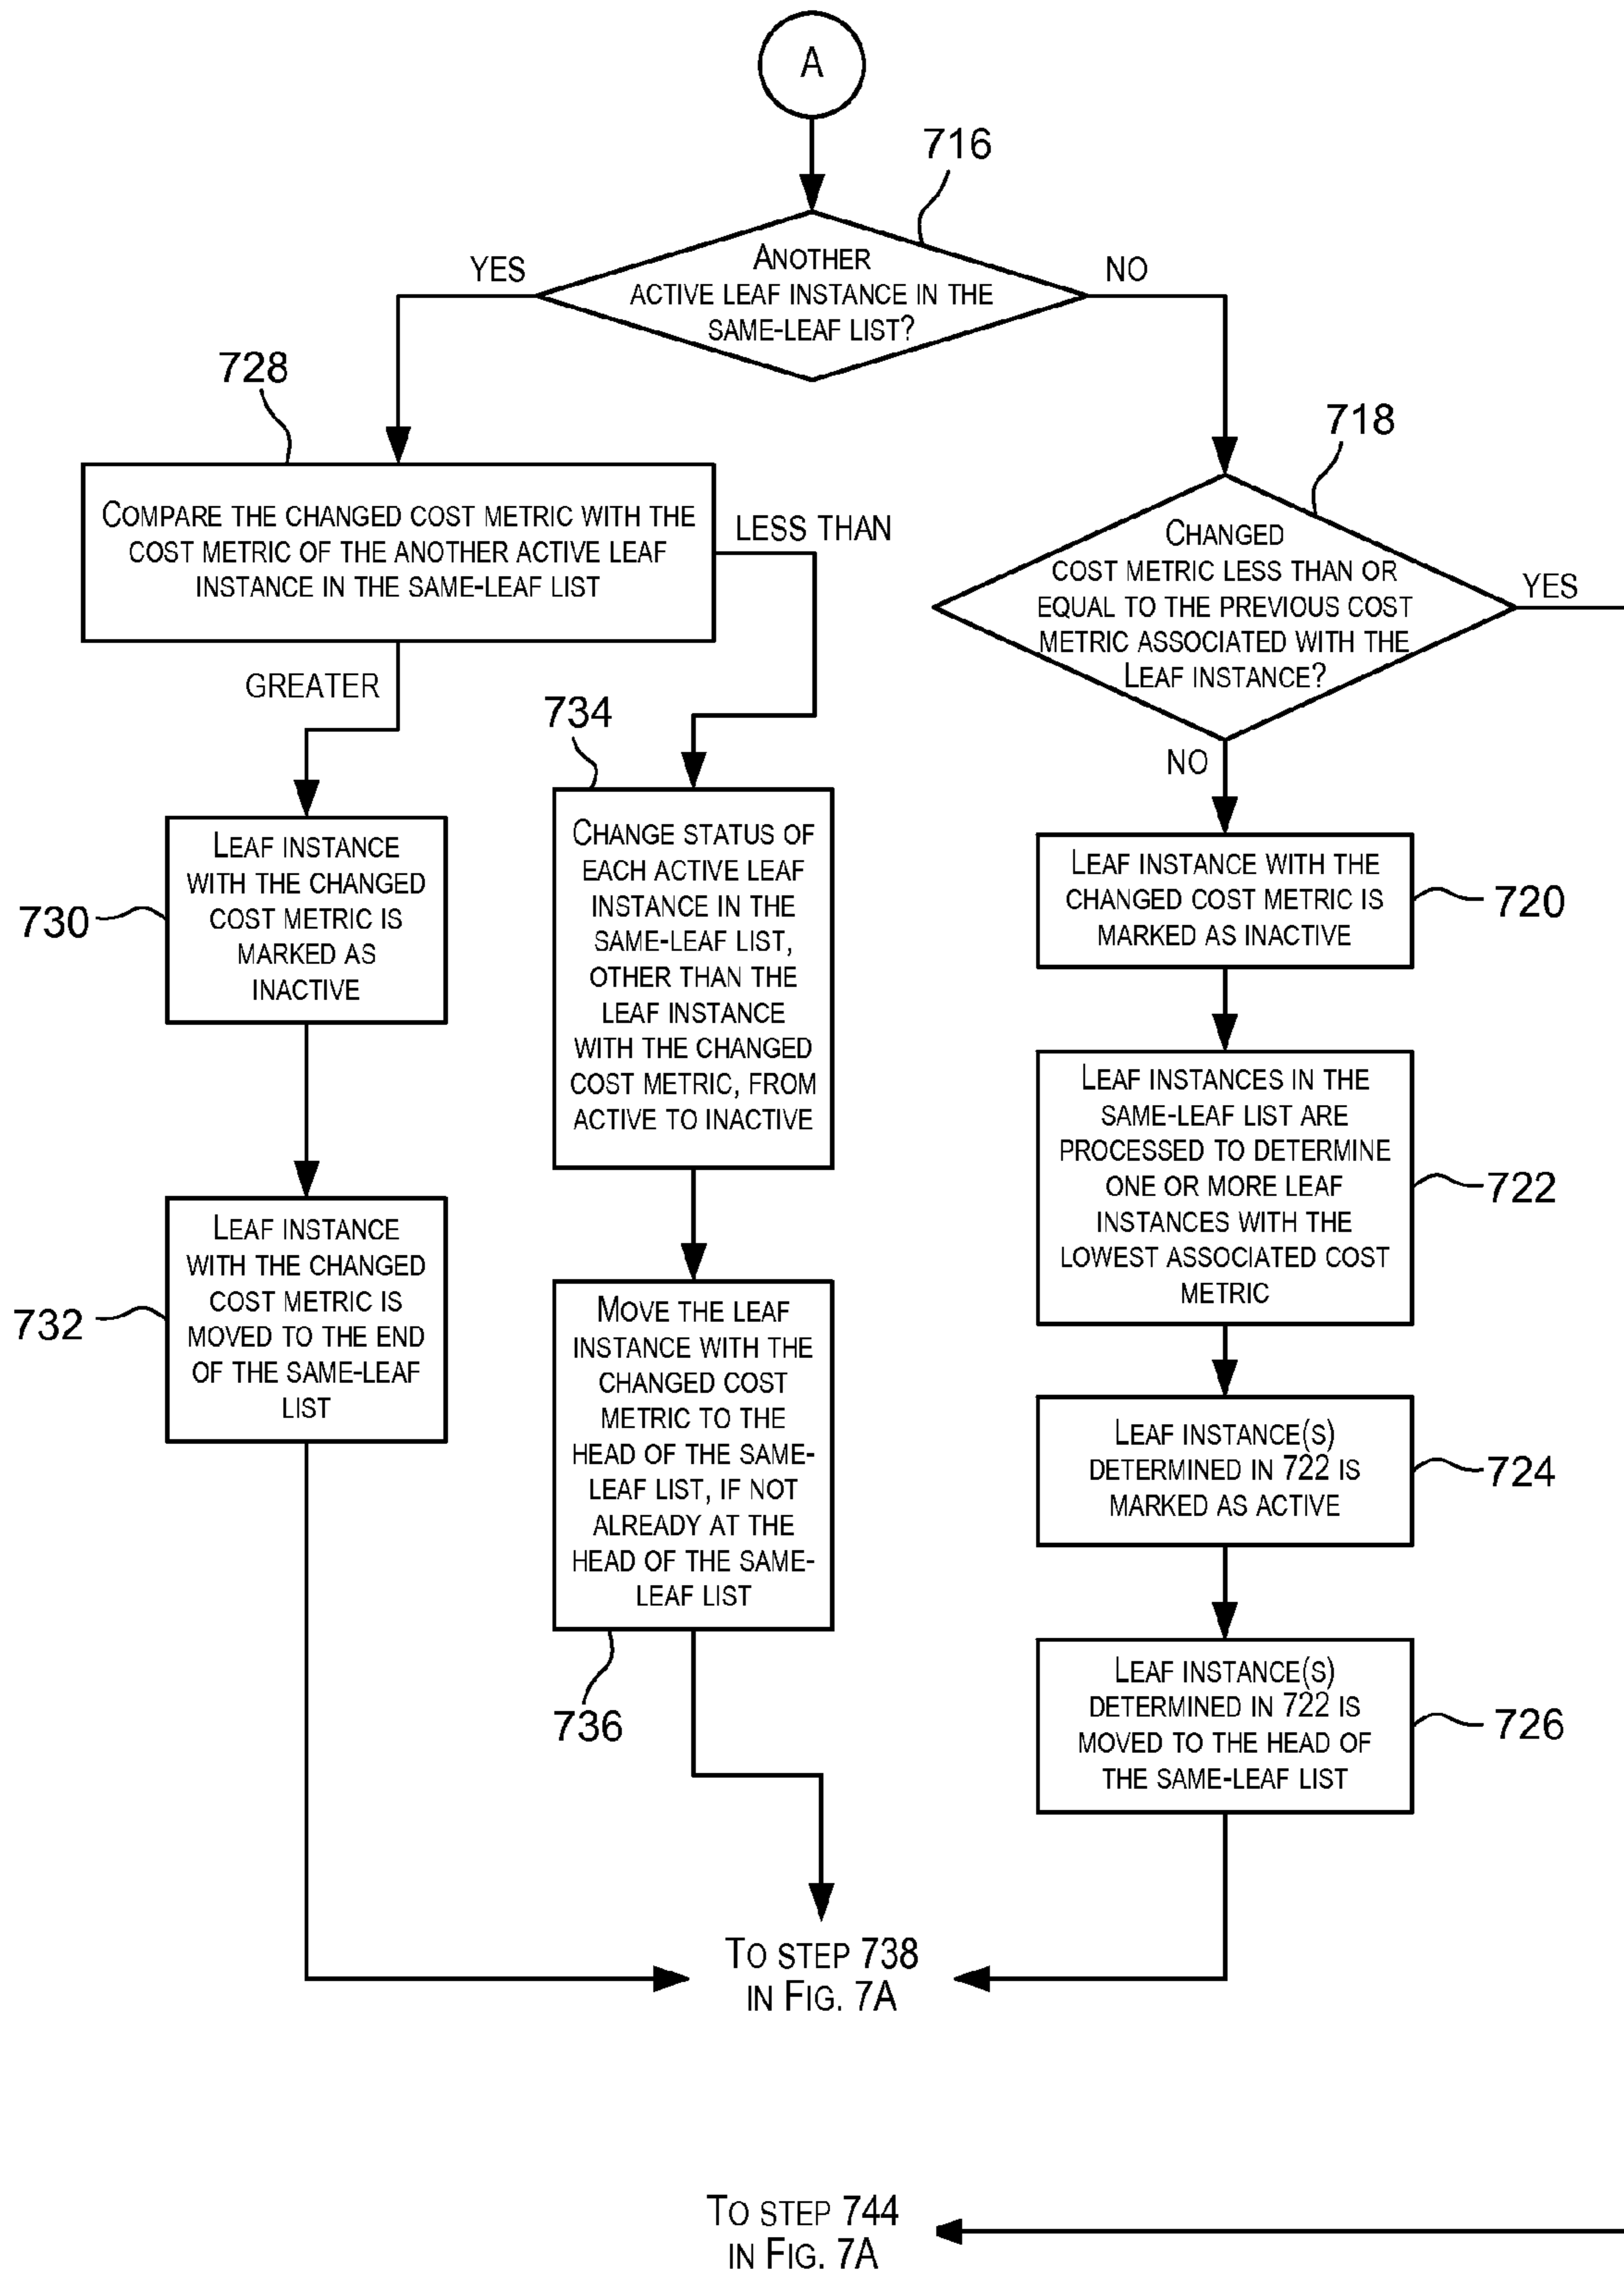 A
716
ANOTHER
ACTIVE LEAF INSTANCE IN THE
SAME-LEAF LIST?
YES
NO
728
COMPARE THE CHANGED COST METRIC WITH THE
COST METRIC OF THE ANOTHER ACTIVE LEAF
INSTANCE IN THE SAME-LEAF LIST
LESS THAN
GREATER
718
CHANGED
COST METRIC LESS THAN OR
EQUAL TO THE PREVIOUS COST
METRIC ASSOCIATED WITH THE
LEAF INSTANCE?
YES
NO
730
LEAF INSTANCE
WITH THE CHANGED
COST METRIC IS
MARKED AS
INACTIVE
732
LEAF INSTANCE
WITH THE CHANGED
COST METRIC IS
MOVED TO THE END
OF THE SAME-LEAF
LIST
734
CHANGE STATUS OF
EACH ACTIVE LEAF
INSTANCE IN THE
SAME-LEAF LIST,
OTHER THAN THE
LEAF INSTANCE
WITH THE CHANGED
COST METRIC, FROM
ACTIVE TO INACTIVE
MOVE THE LEAF
INSTANCE WITH THE
CHANGED COST
METRIC TO THE
HEAD OF THE SAME-
LEAF LIST, IF NOT
ALREADY AT THE
HEAD OF THE SAME-
LEAF LIST
736
LEAF INSTANCE WITH THE
CHANGED COST METRIC IS
MARKED AS INACTIVE
720
LEAF INSTANCES IN THE
SAME-LEAF LIST ARE
PROCESSED TO DETERMINE
ONE OR MORE LEAF
INSTANCES WITH THE
LOWEST ASSOCIATED COST
METRIC
722
LEAF INSTANCE(S)
DETERMINED IN 722 IS
MARKED AS ACTIVE
724
LEAF INSTANCE(S)
DETERMINED IN 722 IS
MOVED TO THE HEAD OF
THE SAME-LEAF LIST
726
TO STEP 738
IN FIG. 7A
TO STEP 744
IN FIG. 7A